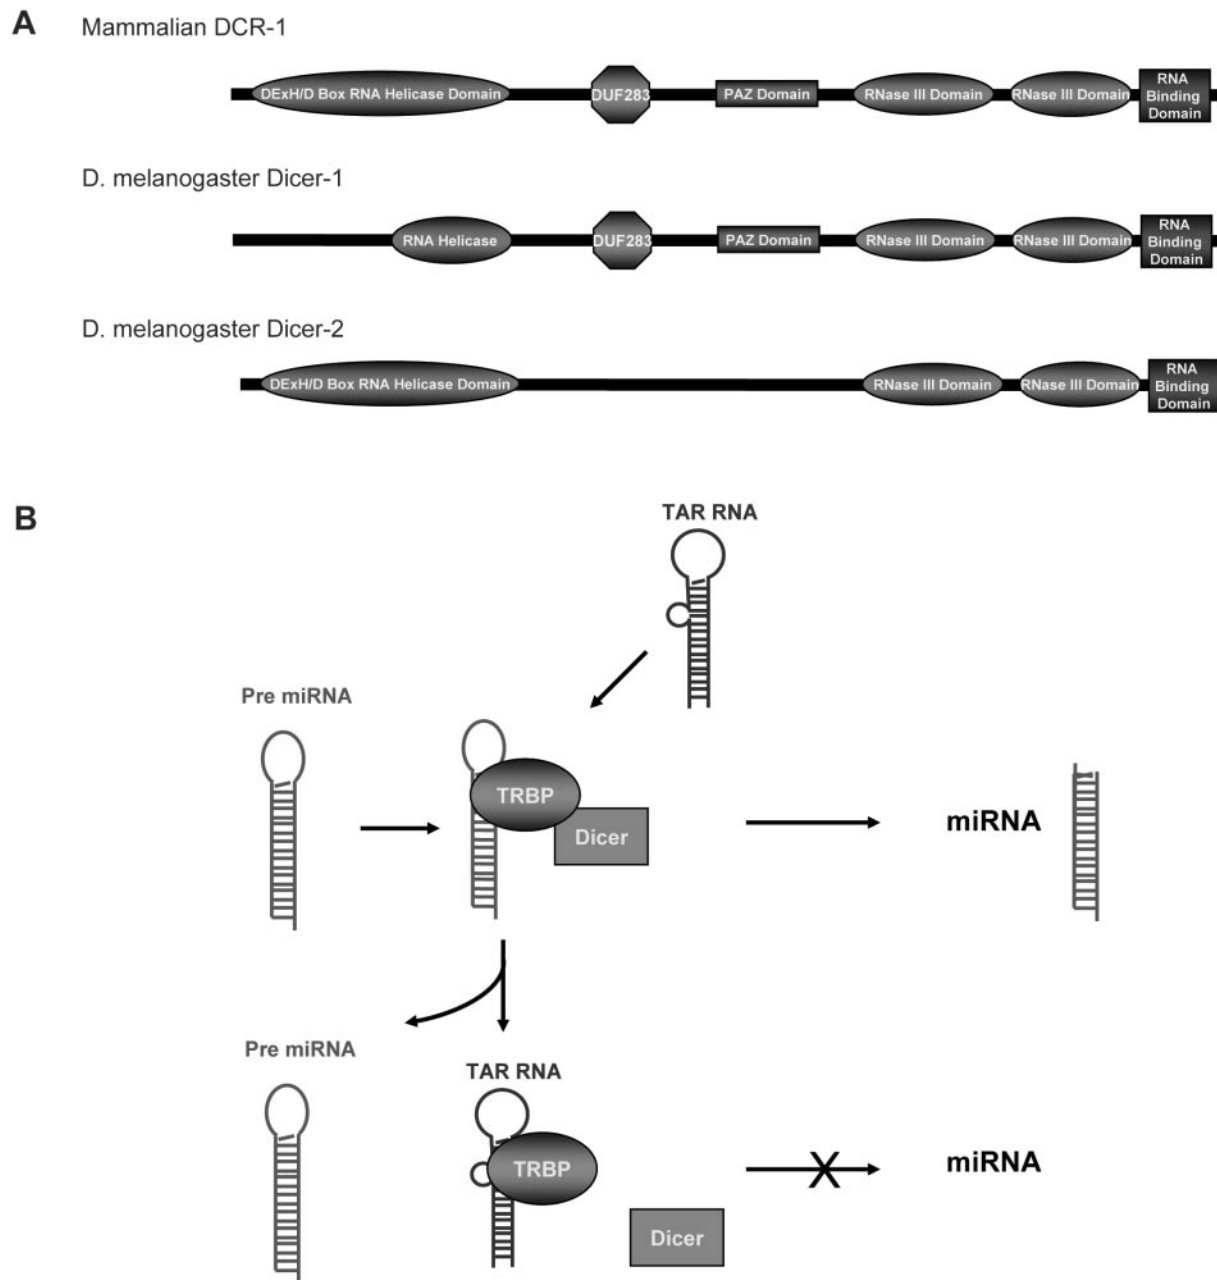 A
Mammalian DCR-1
DExH/D Box RNA Helicase Domain
DUF283
PAZ Domain
RNase III Domain
RNase III Domain
RNA
Binding
Domain
D. melanogaster Dicer-1
RNA Helicase
DUF283
PAZ Domain
RNase III Domain
RNase III Domain
RNA
Binding
Domain
D. melanogaster Dicer-2
DExH/D Box RNA Helicase Domain
RNase III Domain
RNase III Domain
RNA
Binding
Domain
B
TAR RNA
Pre miRNA
TRBP
Dicer
miRNA
Pre miRNA
TAR RNA
TRBP
X
miRNA
Dicer